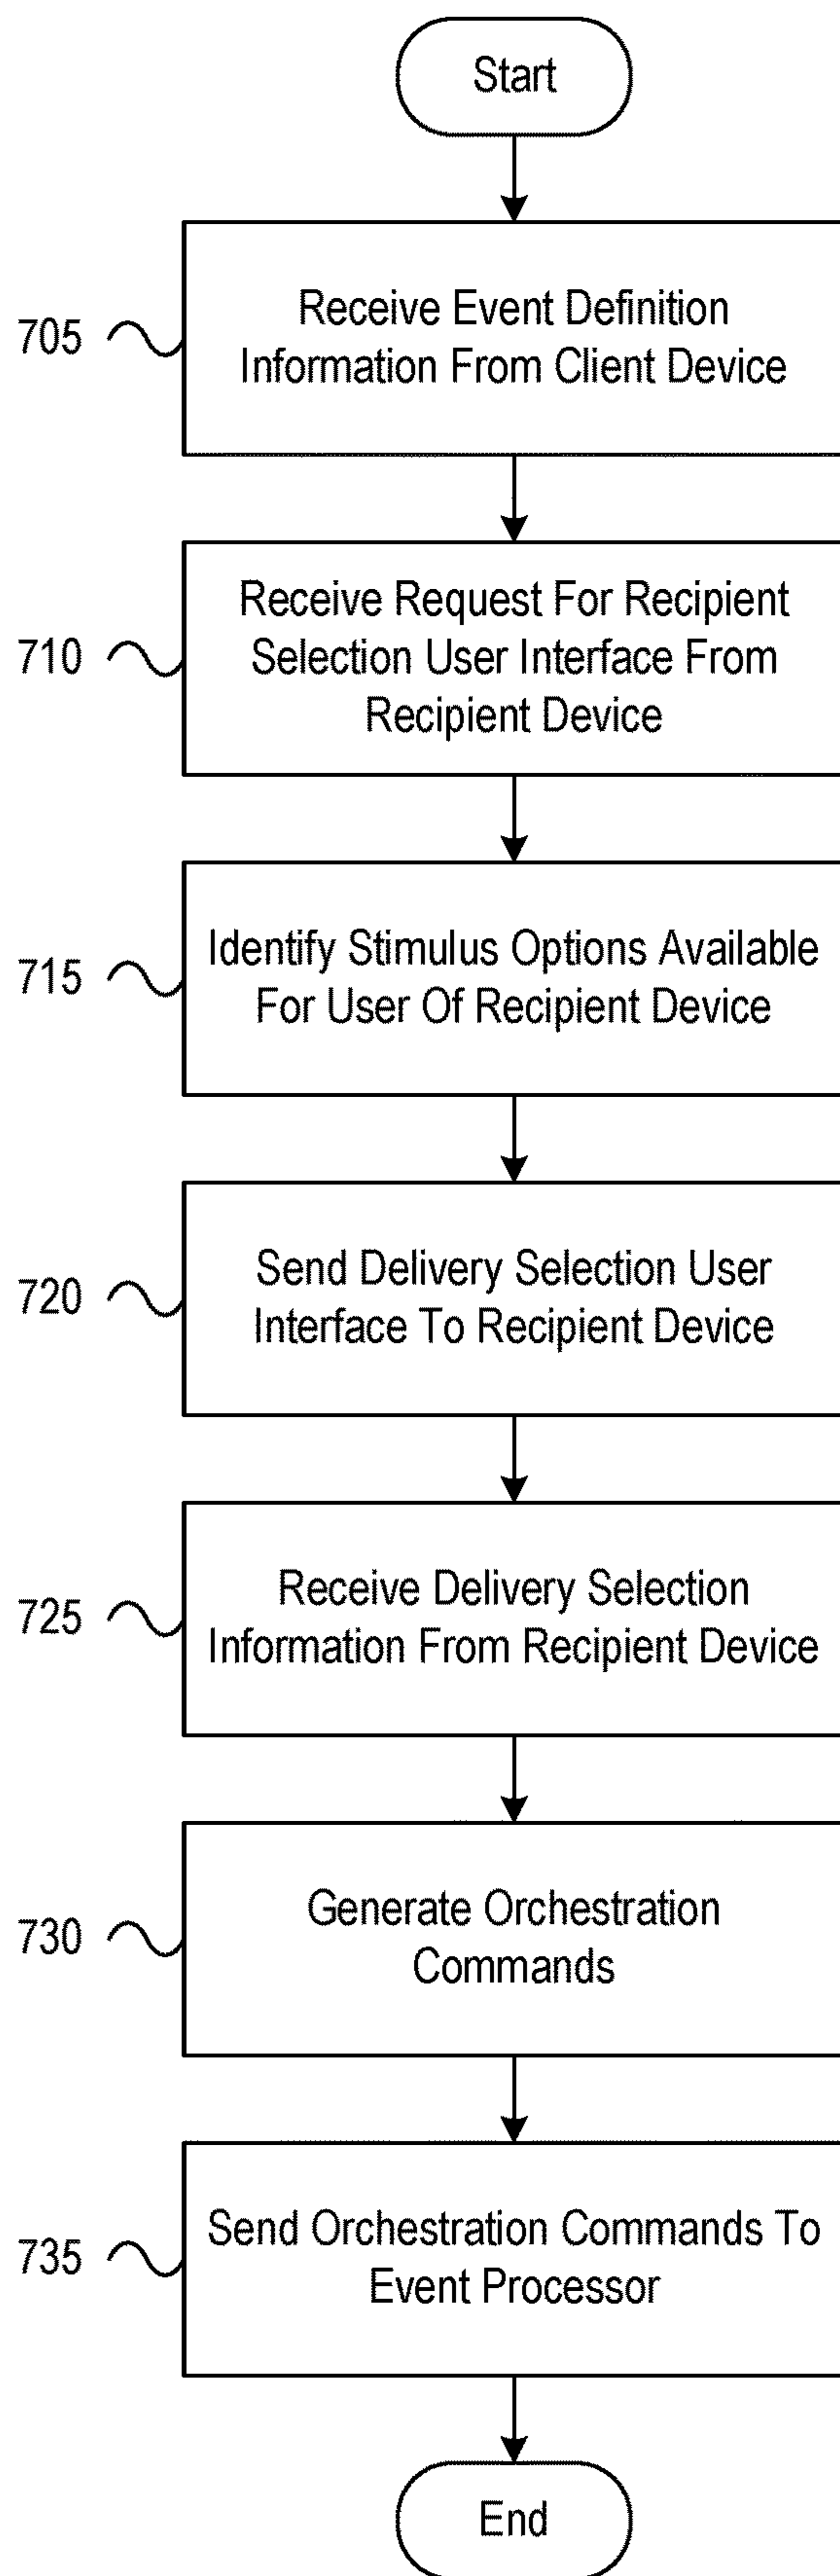 Start
705
Receive Event Definition
Information From Client Device
710
Receive Request For Recipient
Selection User Interface From
Recipient Device
715
Identify Stimulus Options Available
For User Of Recipient Device
720
Send Delivery Selection User
Interface To Recipient Device
725
Receive Delivery Selection
Information From Recipient Device
730
Generate Orchestration
Commands
735
Send Orchestration Commands To
Event Processor
End